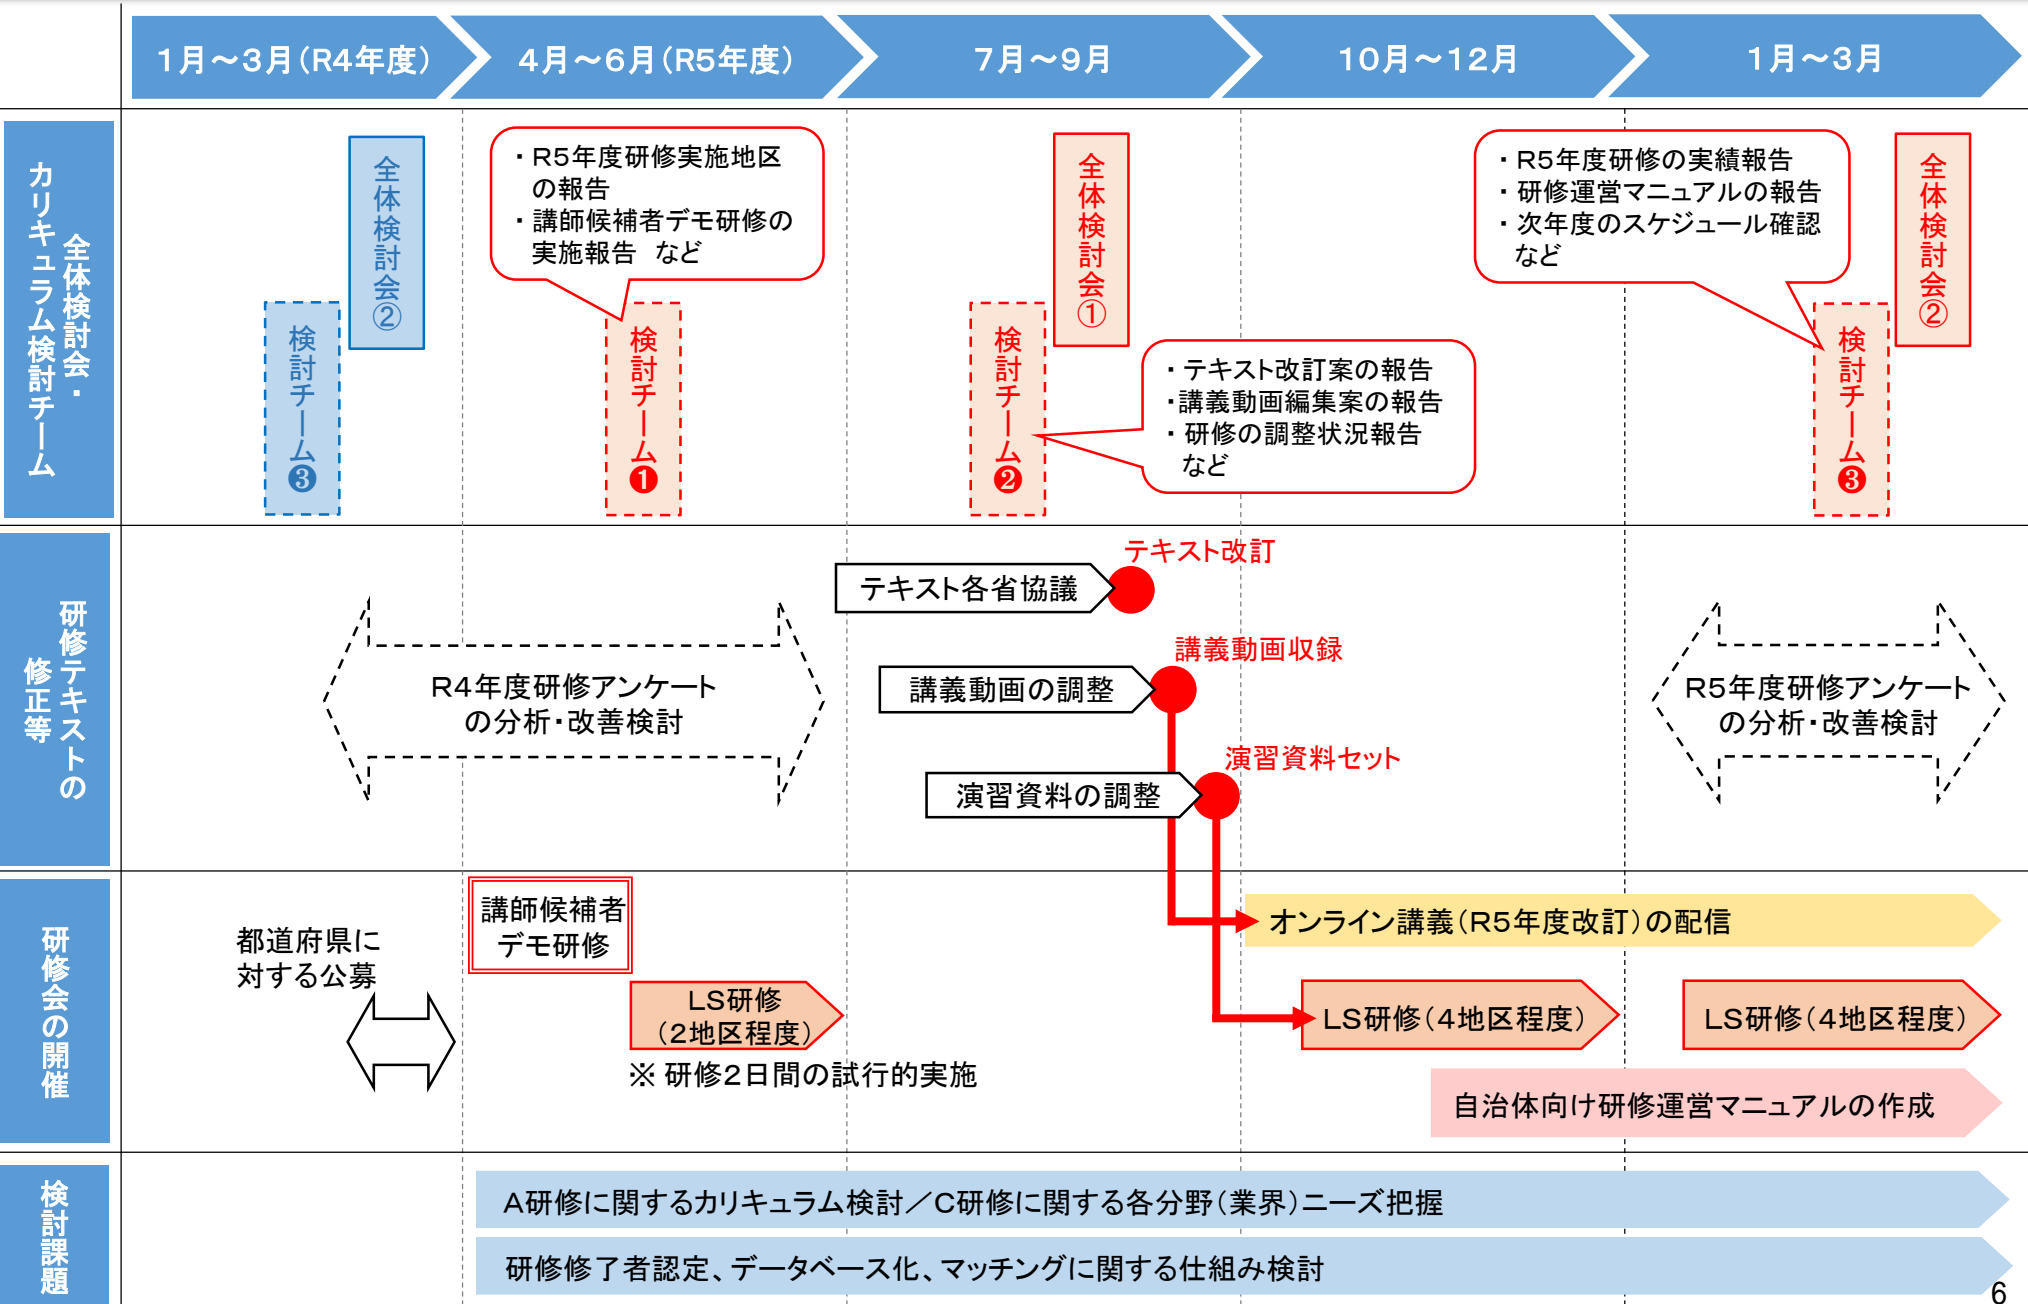 1月～3月（R4年度）
4月～6月（R5年度）
7月～9月
10月～12月
1月～3月
全体検討会・
カリキュラム検討チーム
検討チーム❸
全体検討会②
・R5年度研修実施地区
の報告
・講師候補者デモ研修の
実施報告　など
検討チーム❶
検討チーム❷
全体検討会①
・テキスト改訂案の報告
・講義動画編集案の報告
・研修の調整状況報告
など
・R5年度研修の実績報告
・研修運営マニュアルの報告
・次年度のスケジュール確認
など
検討チーム❸
全体検討会②
研修テキストの
修正等
R4年度研修アンケート
の分析・改善検討
テキスト改訂
テキスト各省協議
講義動画収録
講義動画の調整
演習資料セット
演習資料の調整
R5年度研修アンケート
の分析・改善検討
研修会の開催
都道府県に
対する公募
講師候補者
デモ研修
LS研修
（2地区程度）
※ 研修2日間の試行的実施
オンライン講義（R5年度改訂）の配信
LS研修（4地区程度）
LS研修（4地区程度）
自治体向け研修運営マニュアルの作成
検討課題
A研修に関するカリキュラム検討／C研修に関する各分野（業界）ニーズ把握
研修修了者認定、データベース化、マッチングに関する仕組み検討
6